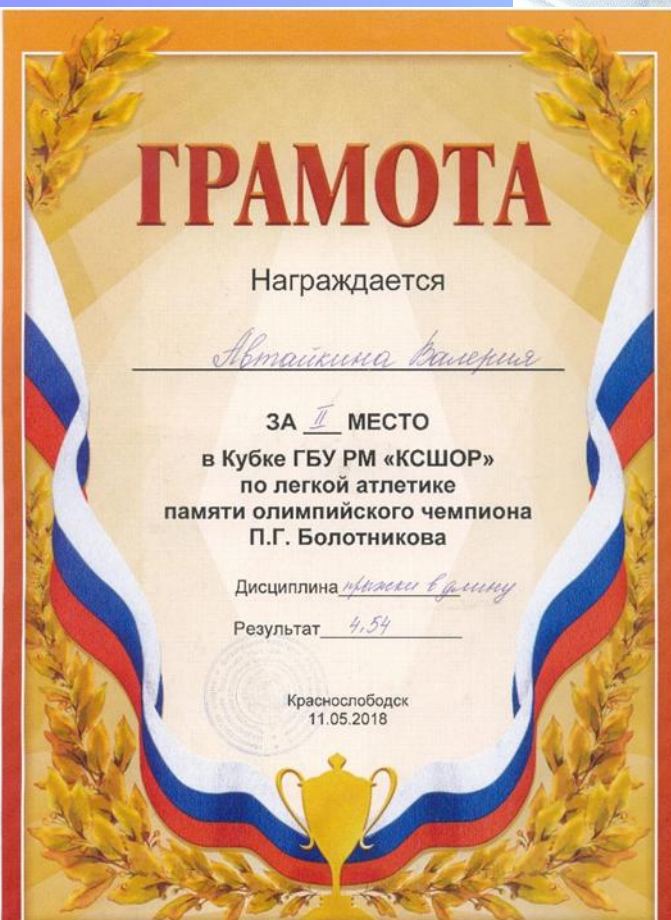 ГРАМОТА
Награждается
Автайкина Валерия
ЗА II МЕСТО
в Кубке ГБУ РМ «КСШОР»
по легкой атлетике
памяти олимпийского чемпиона
П.Г. Болотникова
Дисциплина прыжки в длину
Результат 4,54
Краснослободск
11.05.2018